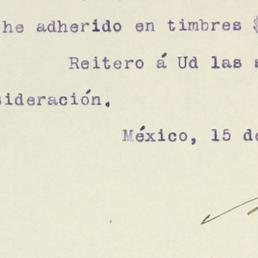 he adherido en timbres $
Reitero á Ud las s
sideración.
México, 15 de